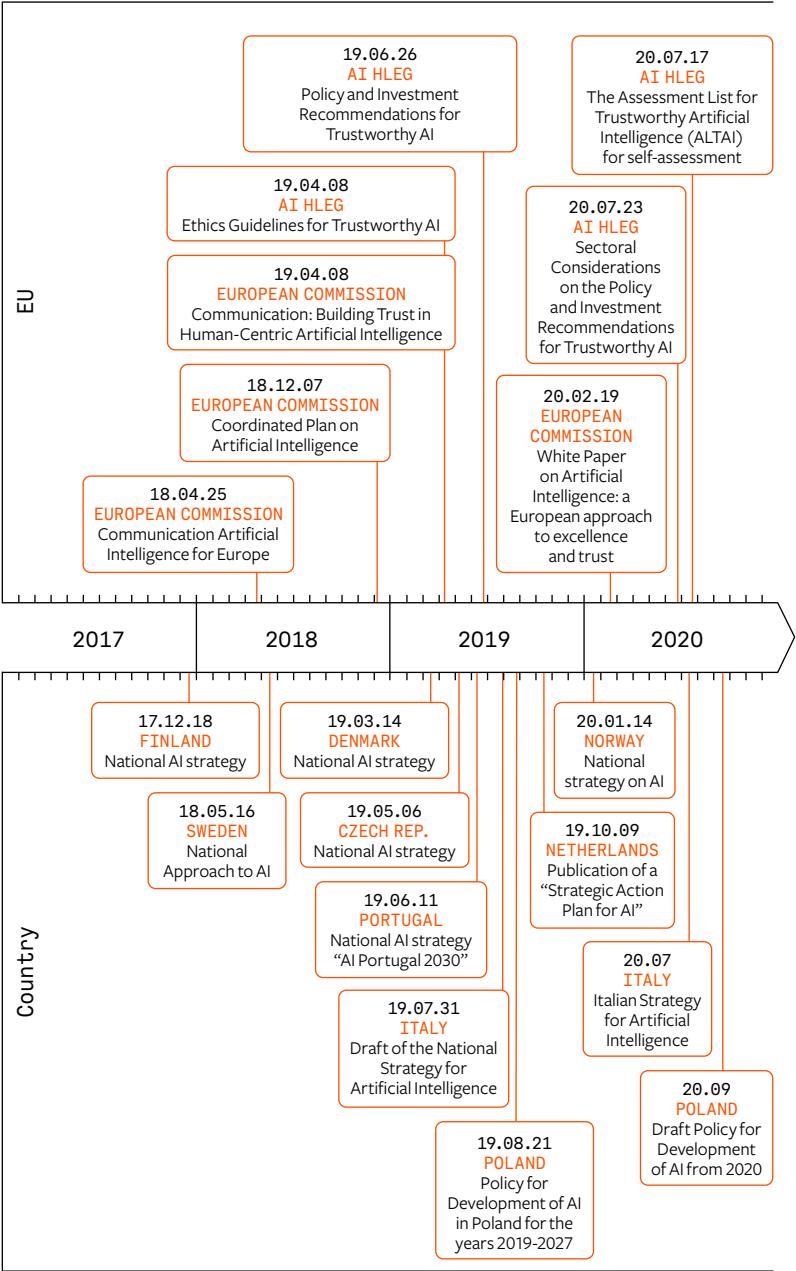 EU
19.06.26
AI HLEG
Policy and Investment
Recommendations for
Trustworthy AI
20.07.17
AI HLEG
The Assessment List for
Trustworthy Artificial
Intelligence (ALTAI)
for self-assessment
19.04.08
AI HLEG
Ethics Guidelines for Trustworthy AI
20.07.23
AI HLEG
Sectoral
Considerations
on the Policy
and Investment
Recommendations
for Trustworthy AI
19.04.08
EUROPEAN COMMISSION
Communication: Building Trust in
Human-Centric Artificial Intelligence
18.12.07
EUROPEAN COMMISSION
Coordinated Plan on
Artificial Intelligence
20.02.19
EUROPEAN
COMMISSION
White Paper
on Artificial
Intelligence: a
European approach
to excellence
and trust
18.04.25
EUROPEAN COMMISSION
Communication Artificial
Intelligence for Europe
2017
2018
2019
2020
Country
17.12.18
FINLAND
National AI strategy
19.03.14
DENMARK
National AI strategy
20.01.14
NORWAY
National
strategy on AI
18.05.16
SWEDEN
National
Approach to AI
19.05.06
CZECH REP.
National AI strategy
19.10.09
NETHERLANDS
Publication of a
“Strategic Action
Plan for AI”
19.06.11
PORTUGAL
National AI strategy
“AI Portugal 2030”
20.07
ITALY
Italian Strategy
for Artificial
Intelligence
19.07.31
ITALY
Draft of the National
Strategy for
Artificial Intelligence
20.09
POLAND
Draft Policy for
Development
of AI from 2020
19.08.21
POLAND
Policy for
Development of AI
in Poland for the
years 2019-2027